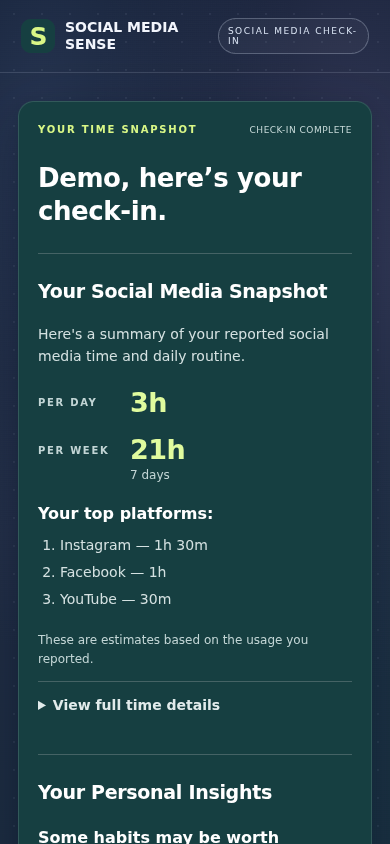 S
SOCIAL MEDIA
SENSE
SOCIAL MEDIA CHECK-
IN
YOUR TIME SNAPSHOT
CHECK-IN COMPLETE
Demo, here’s your
check-in.
Your Social Media Snapshot
Here's a summary of your reported social
media time and daily routine.
PER DAY 3h
PER WEEK 21h
7 days
Your top platforms:
1. Instagram — 1h 30m
2. Facebook — 1h
3. YouTube — 30m
These are estimates based on the usage you
reported.
View full time details
Your Personal Insights
Some habits may be worth